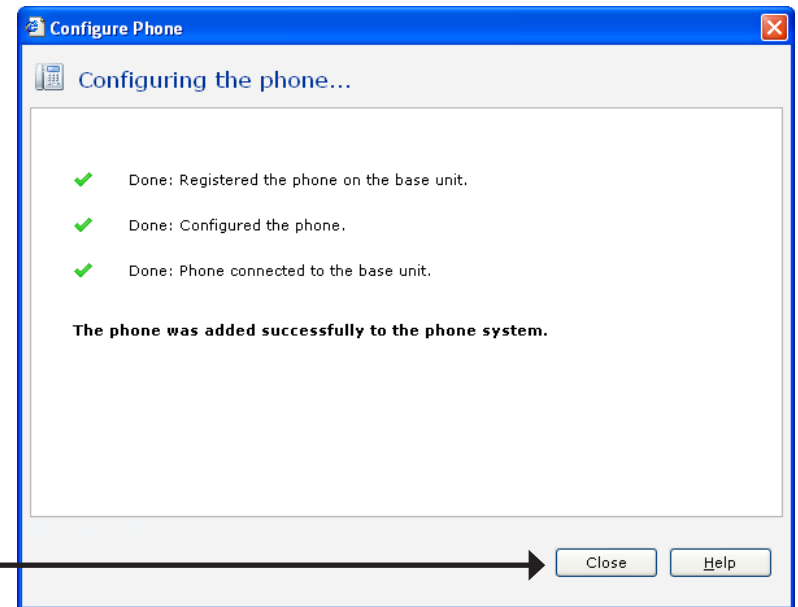 Configure Phone
Configuring the phone...
Done: Registered the phone on the base unit.
Done: Configured the phone.
Done: Phone connected to the base unit.
The phone was added successfully to the phone system.
Close Help